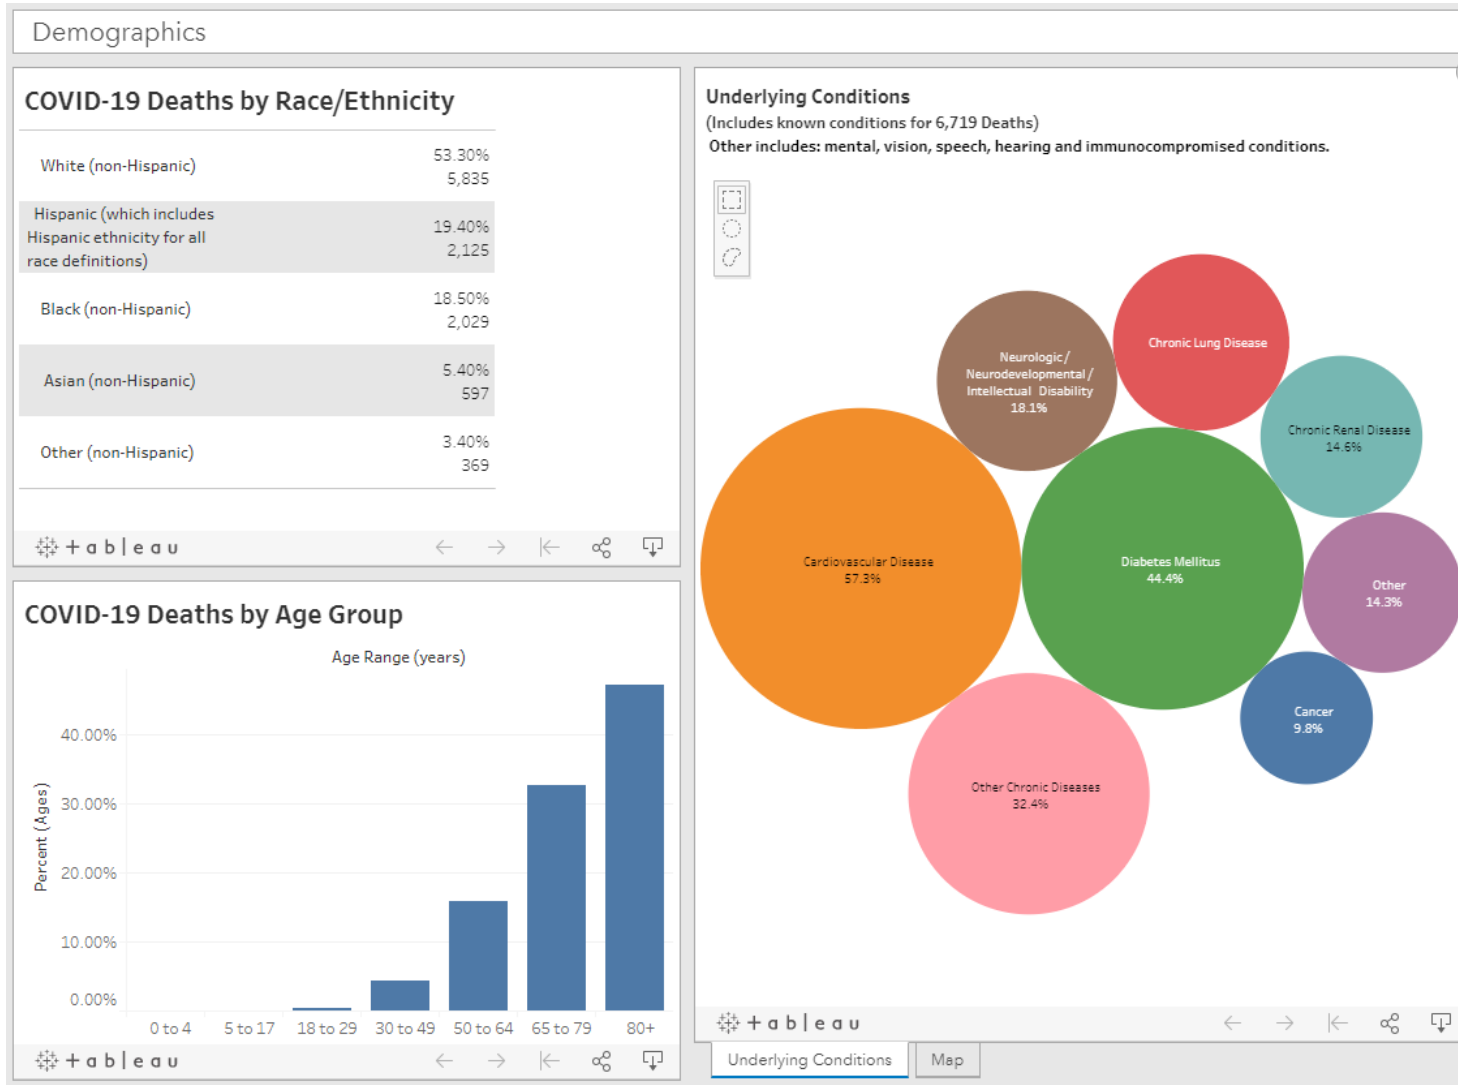 Demographics
COVID-19 Deaths by Race/Ethnicity
White (non-Hispanic)
53.30%
5,835
Hispanic (which includes
Hispanic ethnicity for all
race definitions)
19.40%
2,125
Black (non-Hispanic)
18.50%
2,029
Asian (non-Hispanic)
5.40%
597
Other (non-Hispanic)
3.40%
369
+ a b | e a u
COVID-19 Deaths by Age Group
Age Range (years)
Percent (Ages)
40.00%
30.00%
20.00%
10.00%
0.00%
0 to 4
5 to 17
18 to 29
30 to 49
50 to 64
65 to 79
80+
+ a b | e a u
Underlying Conditions
(Includes known conditions for 6,719 Deaths)
Other includes: mental, vision, speech, hearing and immunocompromised conditions.
Chronic Lung Disease
Neurologic/
Neurodevelopmental/
Intellectual Disability
18.1%
Chronic Renal Disease
14.6%
Cardiovascular Disease
57.3%
Diabetes Mellitus
44.4%
Other
14.3%
Cancer
9.8%
Other Chronic Diseases
32.4%
+ a b | e a u
Underlying Conditions
Map